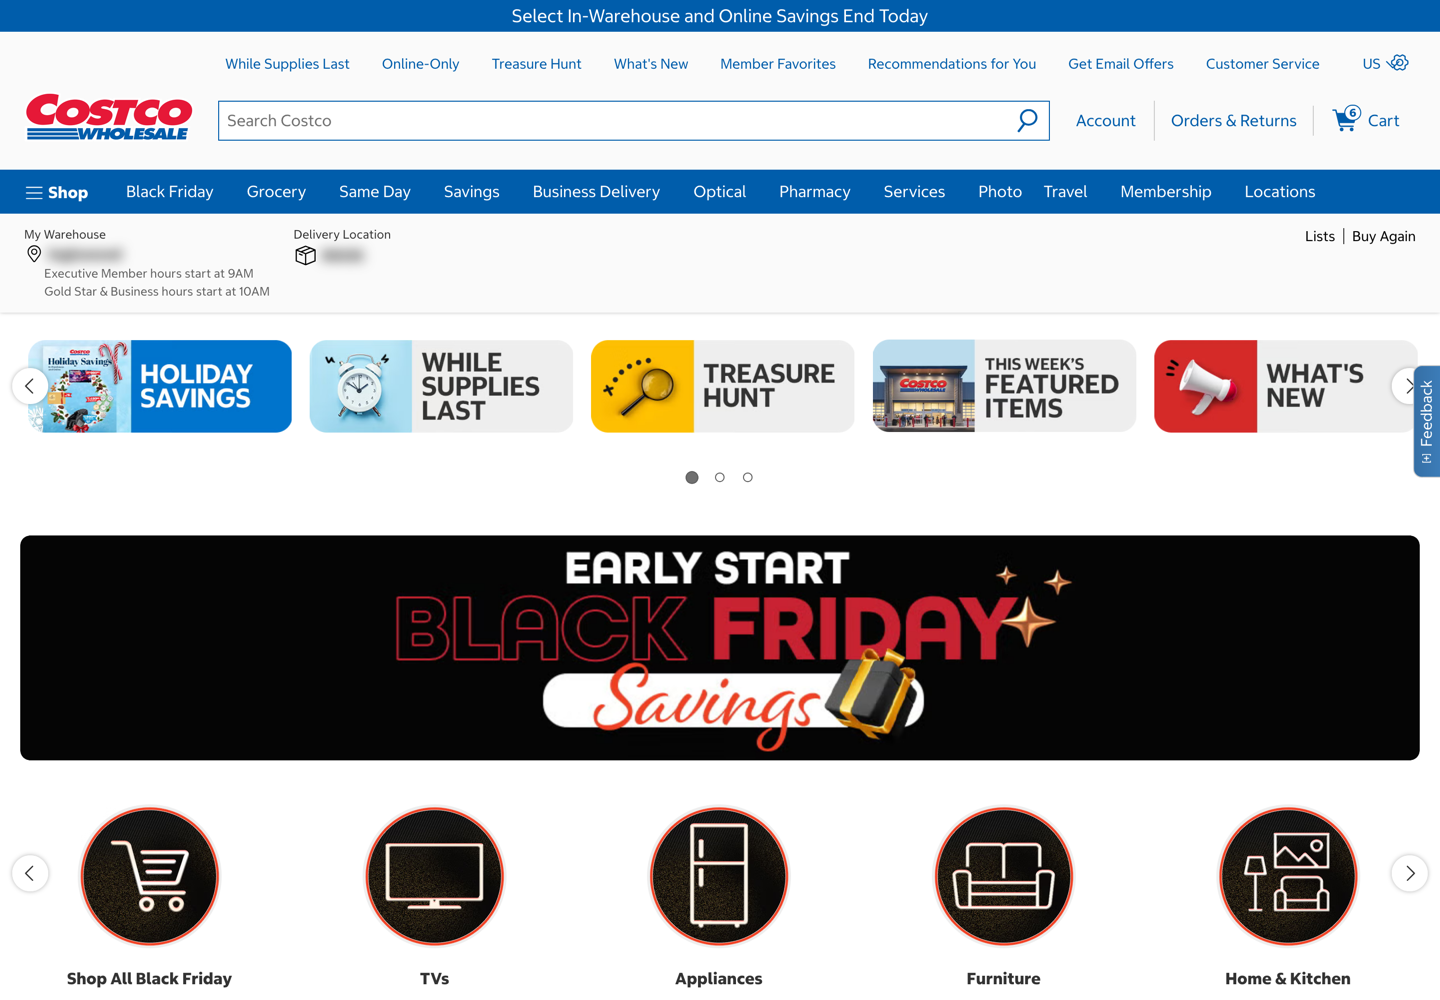 Select In-Warehouse and Online Savings End Today
While Supplies Last Online-Only Treasure Hunt What's New Member Favorites Recommendations for You Get Email Offers Customer Service US
COSTCO
WHOLESALE
Search Costco
Account
Orders & Returns
6
Cart
Shop Black Friday Grocery Same Day Savings Business Delivery Optical Pharmacy Services Photo Travel Membership Locations
My Warehouse
Executive Member hours start at 9AM
Gold Star & Business hours start at 10AM
Delivery Location
Lists | Buy Again
Holiday Savings
HOLIDAY
SAVINGS
WHILE
SUPPLIES
LAST
TREASURE
HUNT
COSTCO
WHOLESALE
THIS WEEK'S
FEATURED
ITEMS
WHAT'S
NEW
[+] Feedback
EARLY START
BLACK FRIDAY
Savings
Shop All Black Friday
TVs
Appliances
Furniture
Home & Kitchen